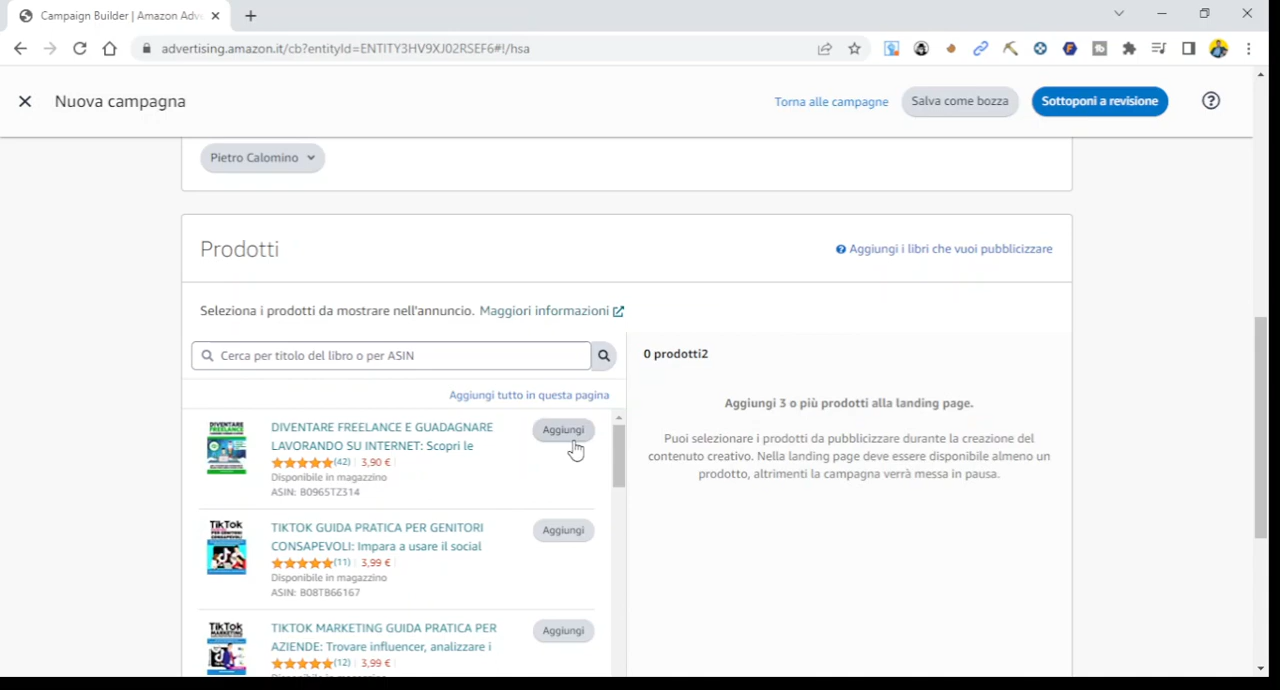 Campaign Builder | Amazon Adv
advertising.amazon.it/cb?entityId=ENTITY3HV9XJ02RSEF6#!/hsa
Nuova campagna
Torna alle campagne
Salva come bozza
Sottoponi a revisione
Pietro Calomino
Prodotti
Aggiungi i libri che vuoi pubblicizzare
Seleziona i prodotti da mostrare nell'annuncio. Maggiori informazioni
Cerca per titolo del libro o per ASIN
Aggiungi tutto in questa pagina
DIVENTARE FREELANCE E GUADAGNARE
LAVORANDO SU INTERNET: Scopri le
(42) | 3,90 € |
Disponibile in magazzino
ASIN: B0965TZ314
Aggiungi
TIKTOK GUIDA PRATICA PER GENITORI
CONSAPEVOLI: Impara a usare il social
(11) | 3,99 € |
Disponibile in magazzino
ASIN: B08TB66167
Aggiungi
TIKTOK MARKETING GUIDA PRATICA PER
AZIENDE: Trovare influencer, analizzare i
(12) | 3,99 € |
Aggiungi
0 prodotti2
Aggiungi 3 o più prodotti alla landing page.
Puoi selezionare i prodotti da pubblicizzare durante la creazione del
contenuto creativo. Nella landing page deve essere disponibile almeno un
prodotto, altrimenti la campagna verrà messa in pausa.